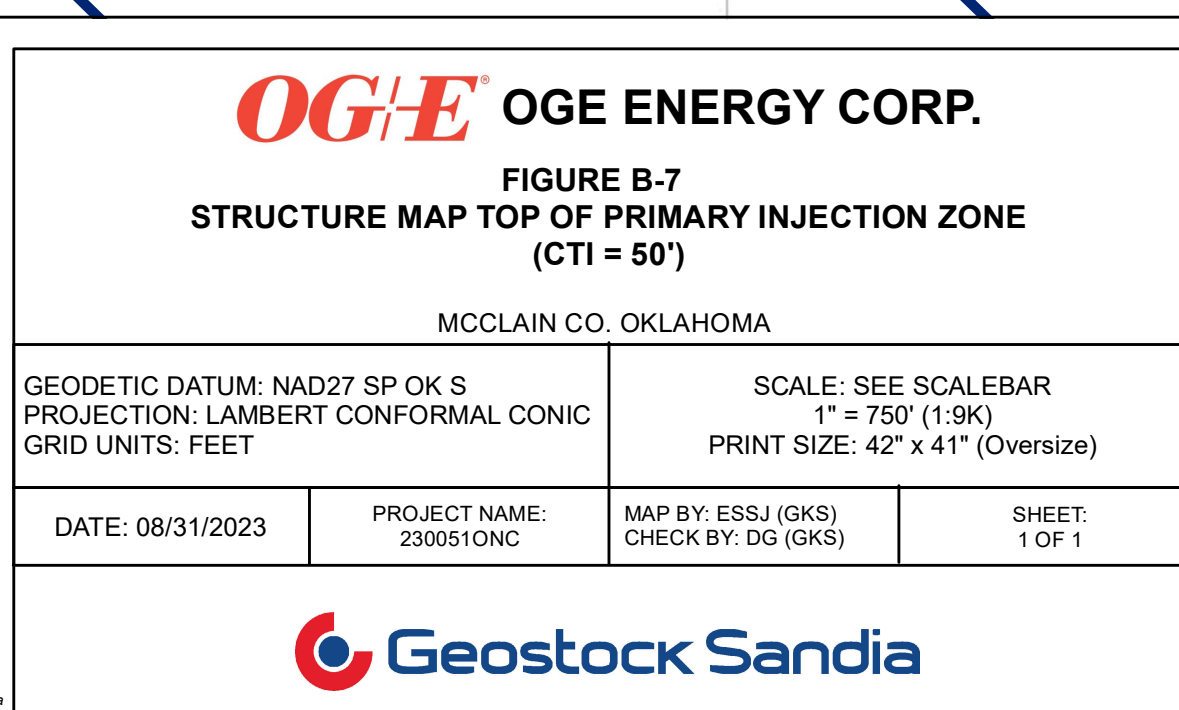 OG+E® OGE ENERGY CORP.
FIGURE B-7
STRUCTURE MAP TOP OF PRIMARY INJECTION ZONE
(CTI = 50')
MCCLAIN CO. OKLAHOMA
GEODETIC DATUM: NAD27 SP OK S
PROJECTION: LAMBERT CONFORMAL CONIC
GRID UNITS: FEET
SCALE: SEE SCALEBAR
1" = 750' (1:9K)
PRINT SIZE: 42" x 41" (Oversize)
DATE: 08/31/2023
PROJECT NAME:
230051ONC
MAP BY: ESSJ (GKS)
CHECK BY: DG (GKS)
SHEET:
1 OF 1
Geostock Sandia